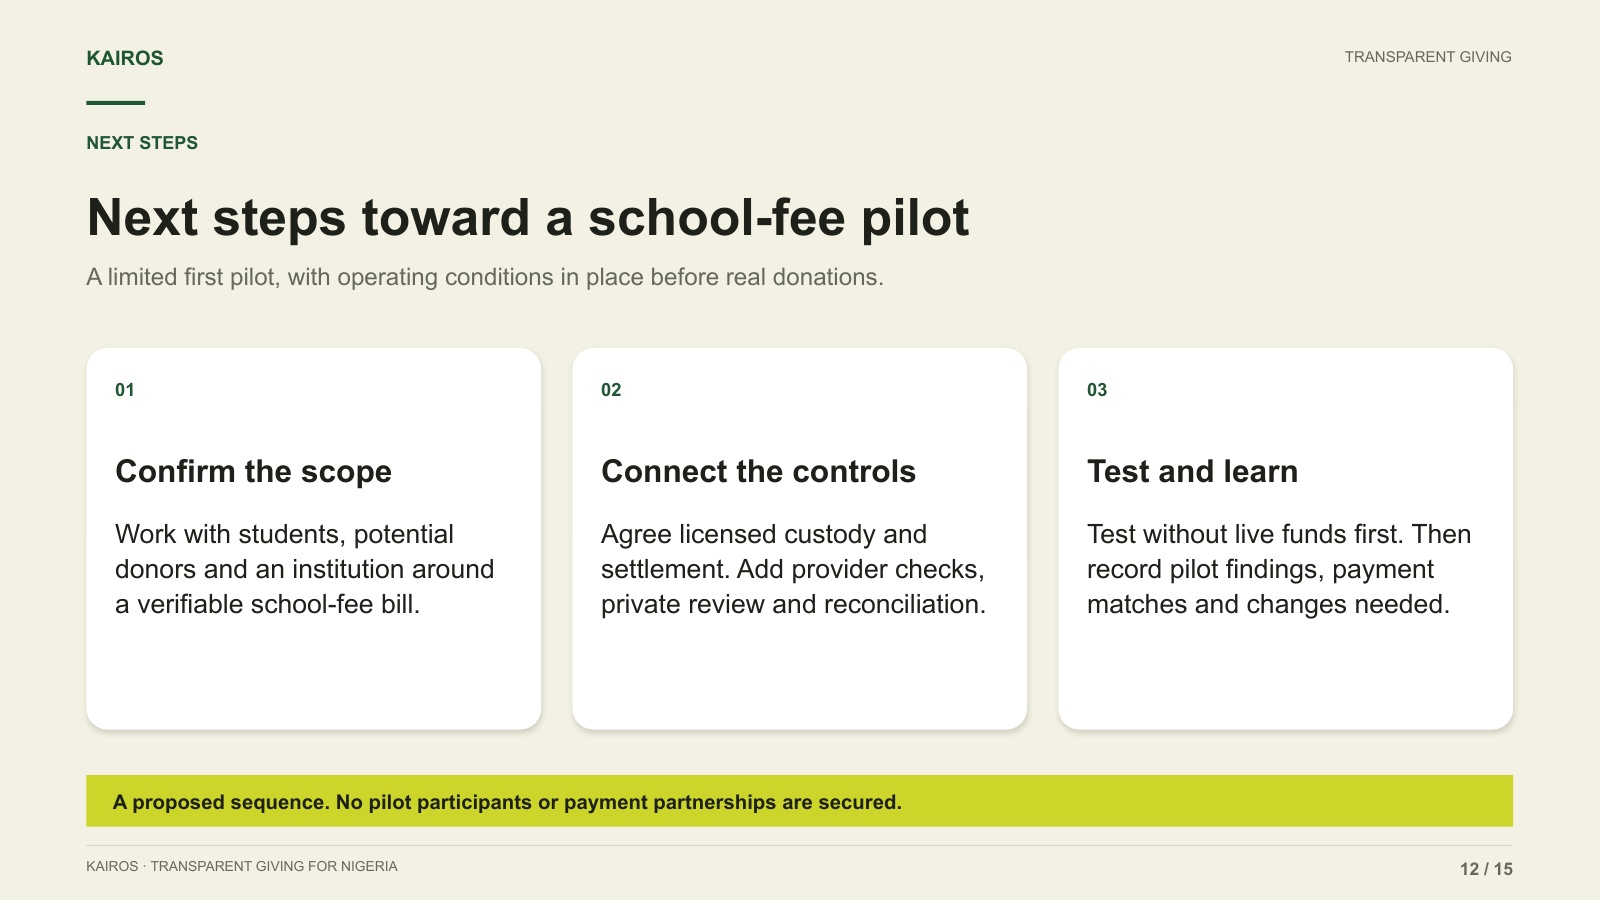 KAIROS
TRANSPARENT GIVING
NEXT STEPS
Next steps toward a school-fee pilot
A limited first pilot, with operating conditions in place before real donations.
01
Confirm the scope
Work with students, potential
donors and an institution around
a verifiable school-fee bill.
02
Connect the controls
Agree licensed custody and
settlement. Add provider checks,
private review and reconciliation.
03
Test and learn
Test without live funds first. Then
record pilot findings, payment
matches and changes needed.
A proposed sequence. No pilot participants or payment partnerships are secured.
KAIROS · TRANSPARENT GIVING FOR NIGERIA
12 / 15